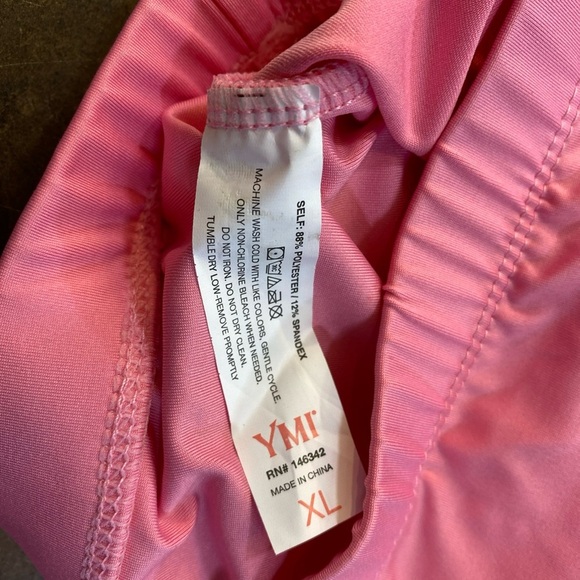 SELF: 88% POLYESTER / 12% SPANDEX
MACHINE WASH COLD WITH LIKE COLORS, GENTLE CYCLE.
ONLY NON-CHLORINE BLEACH WHEN NEEDED.
DO NOT IRON. DO NOT DRY CLEAN.
TUMBLE DRY LOW-REMOVE PROMPTLY
YMI
RN# 146342
MADE IN CHINA
XL